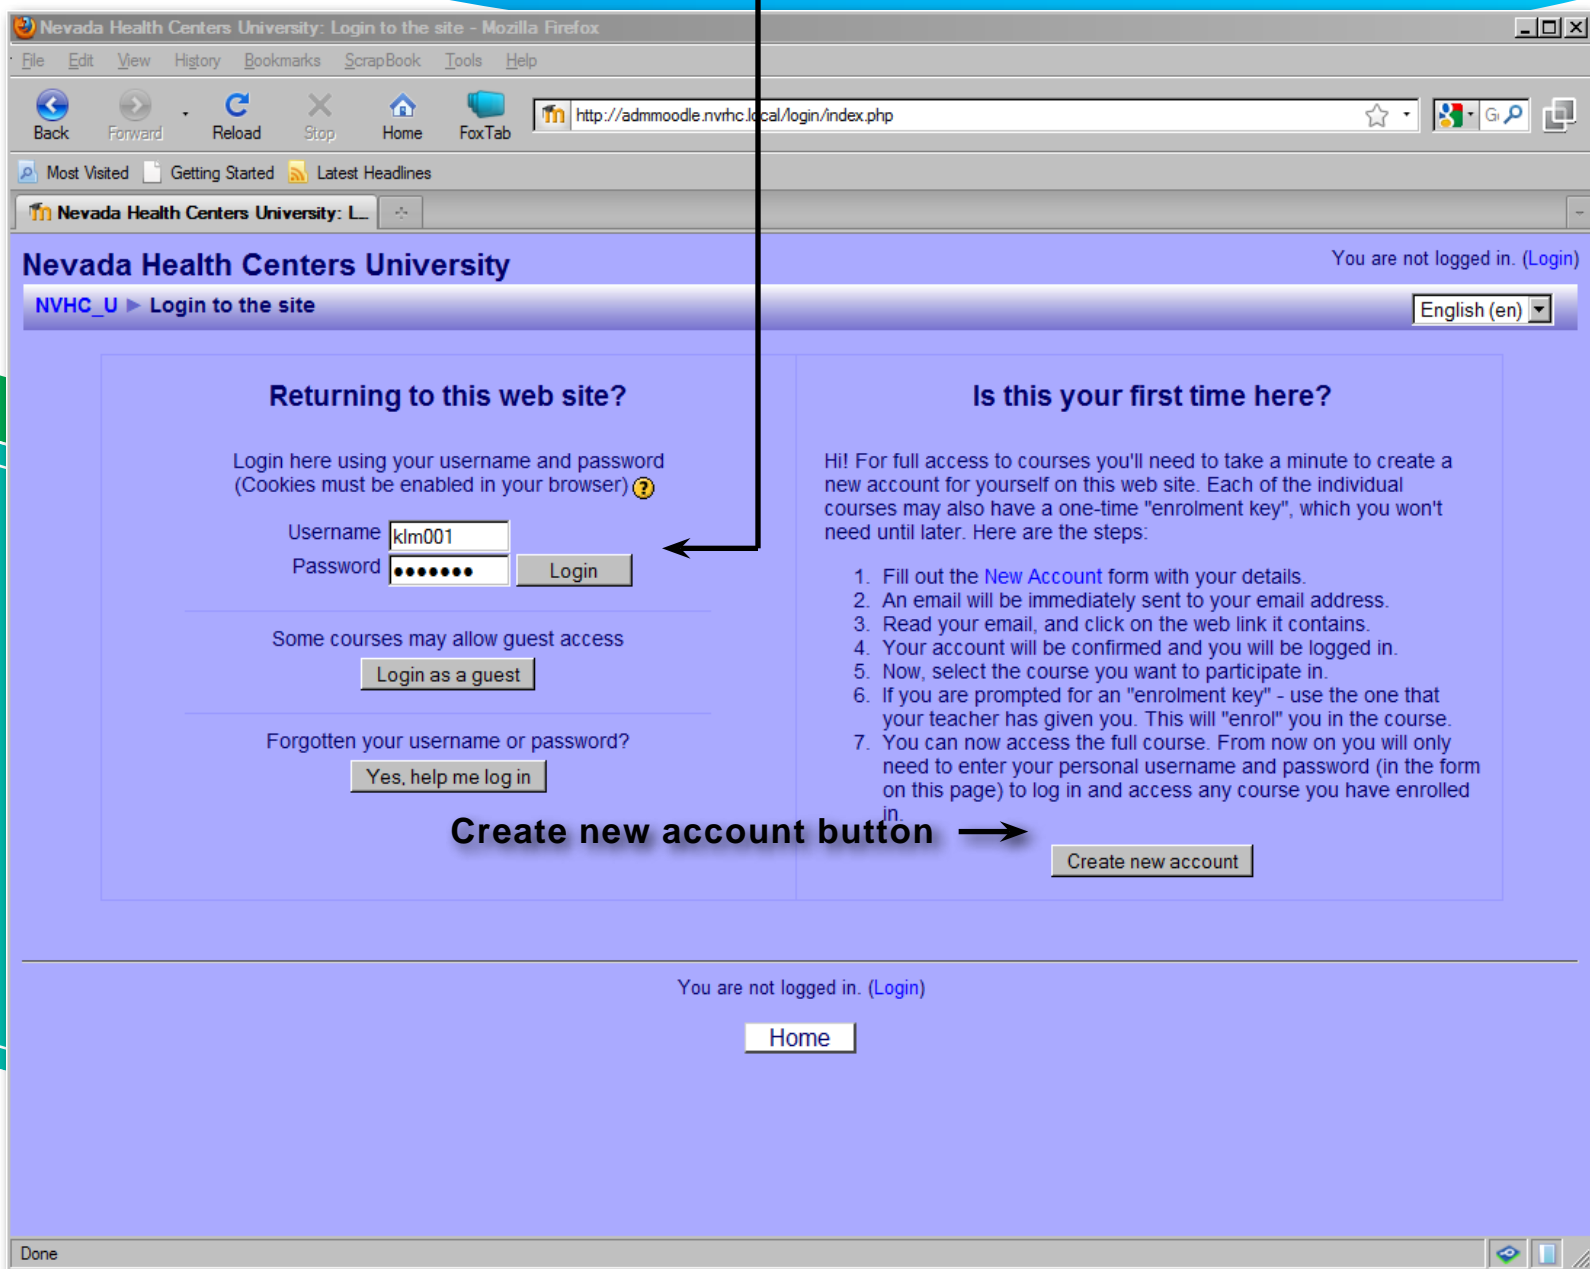 Nevada Health Centers University: Login to the site - Mozilla Firefox
File Edit View History Bookmarks ScrapBook Tools Help
Back Forward Reload Stop Home FoxTab
http://admmoodle.nvrhc.local/login/index.php
Most Visited Getting Started Latest Headlines
Nevada Health Centers University: L...
Nevada Health Centers University
You are not logged in. (Login)
NVHC_U ► Login to the site
English (en)
Returning to this web site?
Login here using your username and password
(Cookies must be enabled in your browser) ?
Username klm001
Password ●●●●●●● Login
Some courses may allow guest access
Login as a guest
Forgotten your username or password?
Yes, help me log in
Is this your first time here?
Hi! For full access to courses you'll need to take a minute to create a
new account for yourself on this web site. Each of the individual
courses may also have a one-time "enrolment key", which you won't
need until later. Here are the steps:
1. Fill out the New Account form with your details.
2. An email will be immediately sent to your email address.
3. Read your email, and click on the web link it contains.
4. Your account will be confirmed and you will be logged in.
5. Now, select the course you want to participate in.
6. If you are prompted for an "enrolment key" - use the one that
your teacher has given you. This will "enrol" you in the course.
7. You can now access the full course. From now on you will only
need to enter your personal username and password (in the form
on this page) to log in and access any course you have enrolled
in.
Create new account button
Create new account
You are not logged in. (Login)
Home
Done